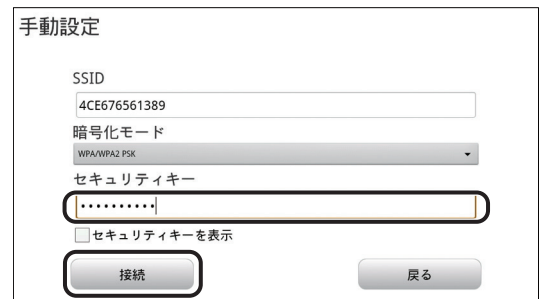 手動設定
SSID
4CE676561389
暗号化モード
WPA/WPA2 PSK
セキュリティキー
••••••••••
セキュリティキーを表示
接続
戻る